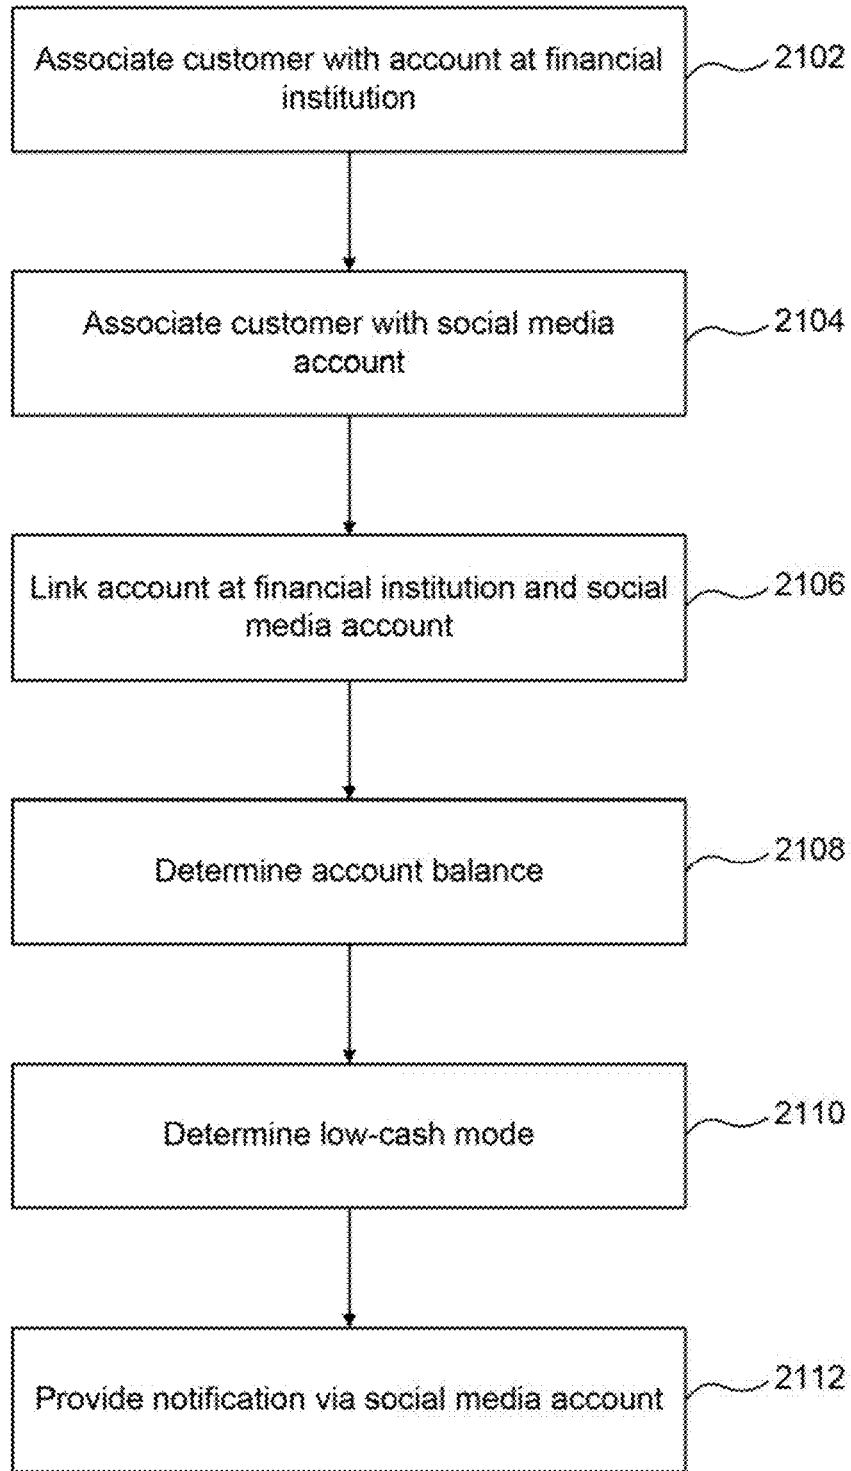 Associate customer with account at financial
institution
2102
Associate customer with social media
account
2104
Link account at financial institution and social
media account
2106
Determine account balance
2108
Determine low-cash mode
2110
Provide notification via social media account
2112